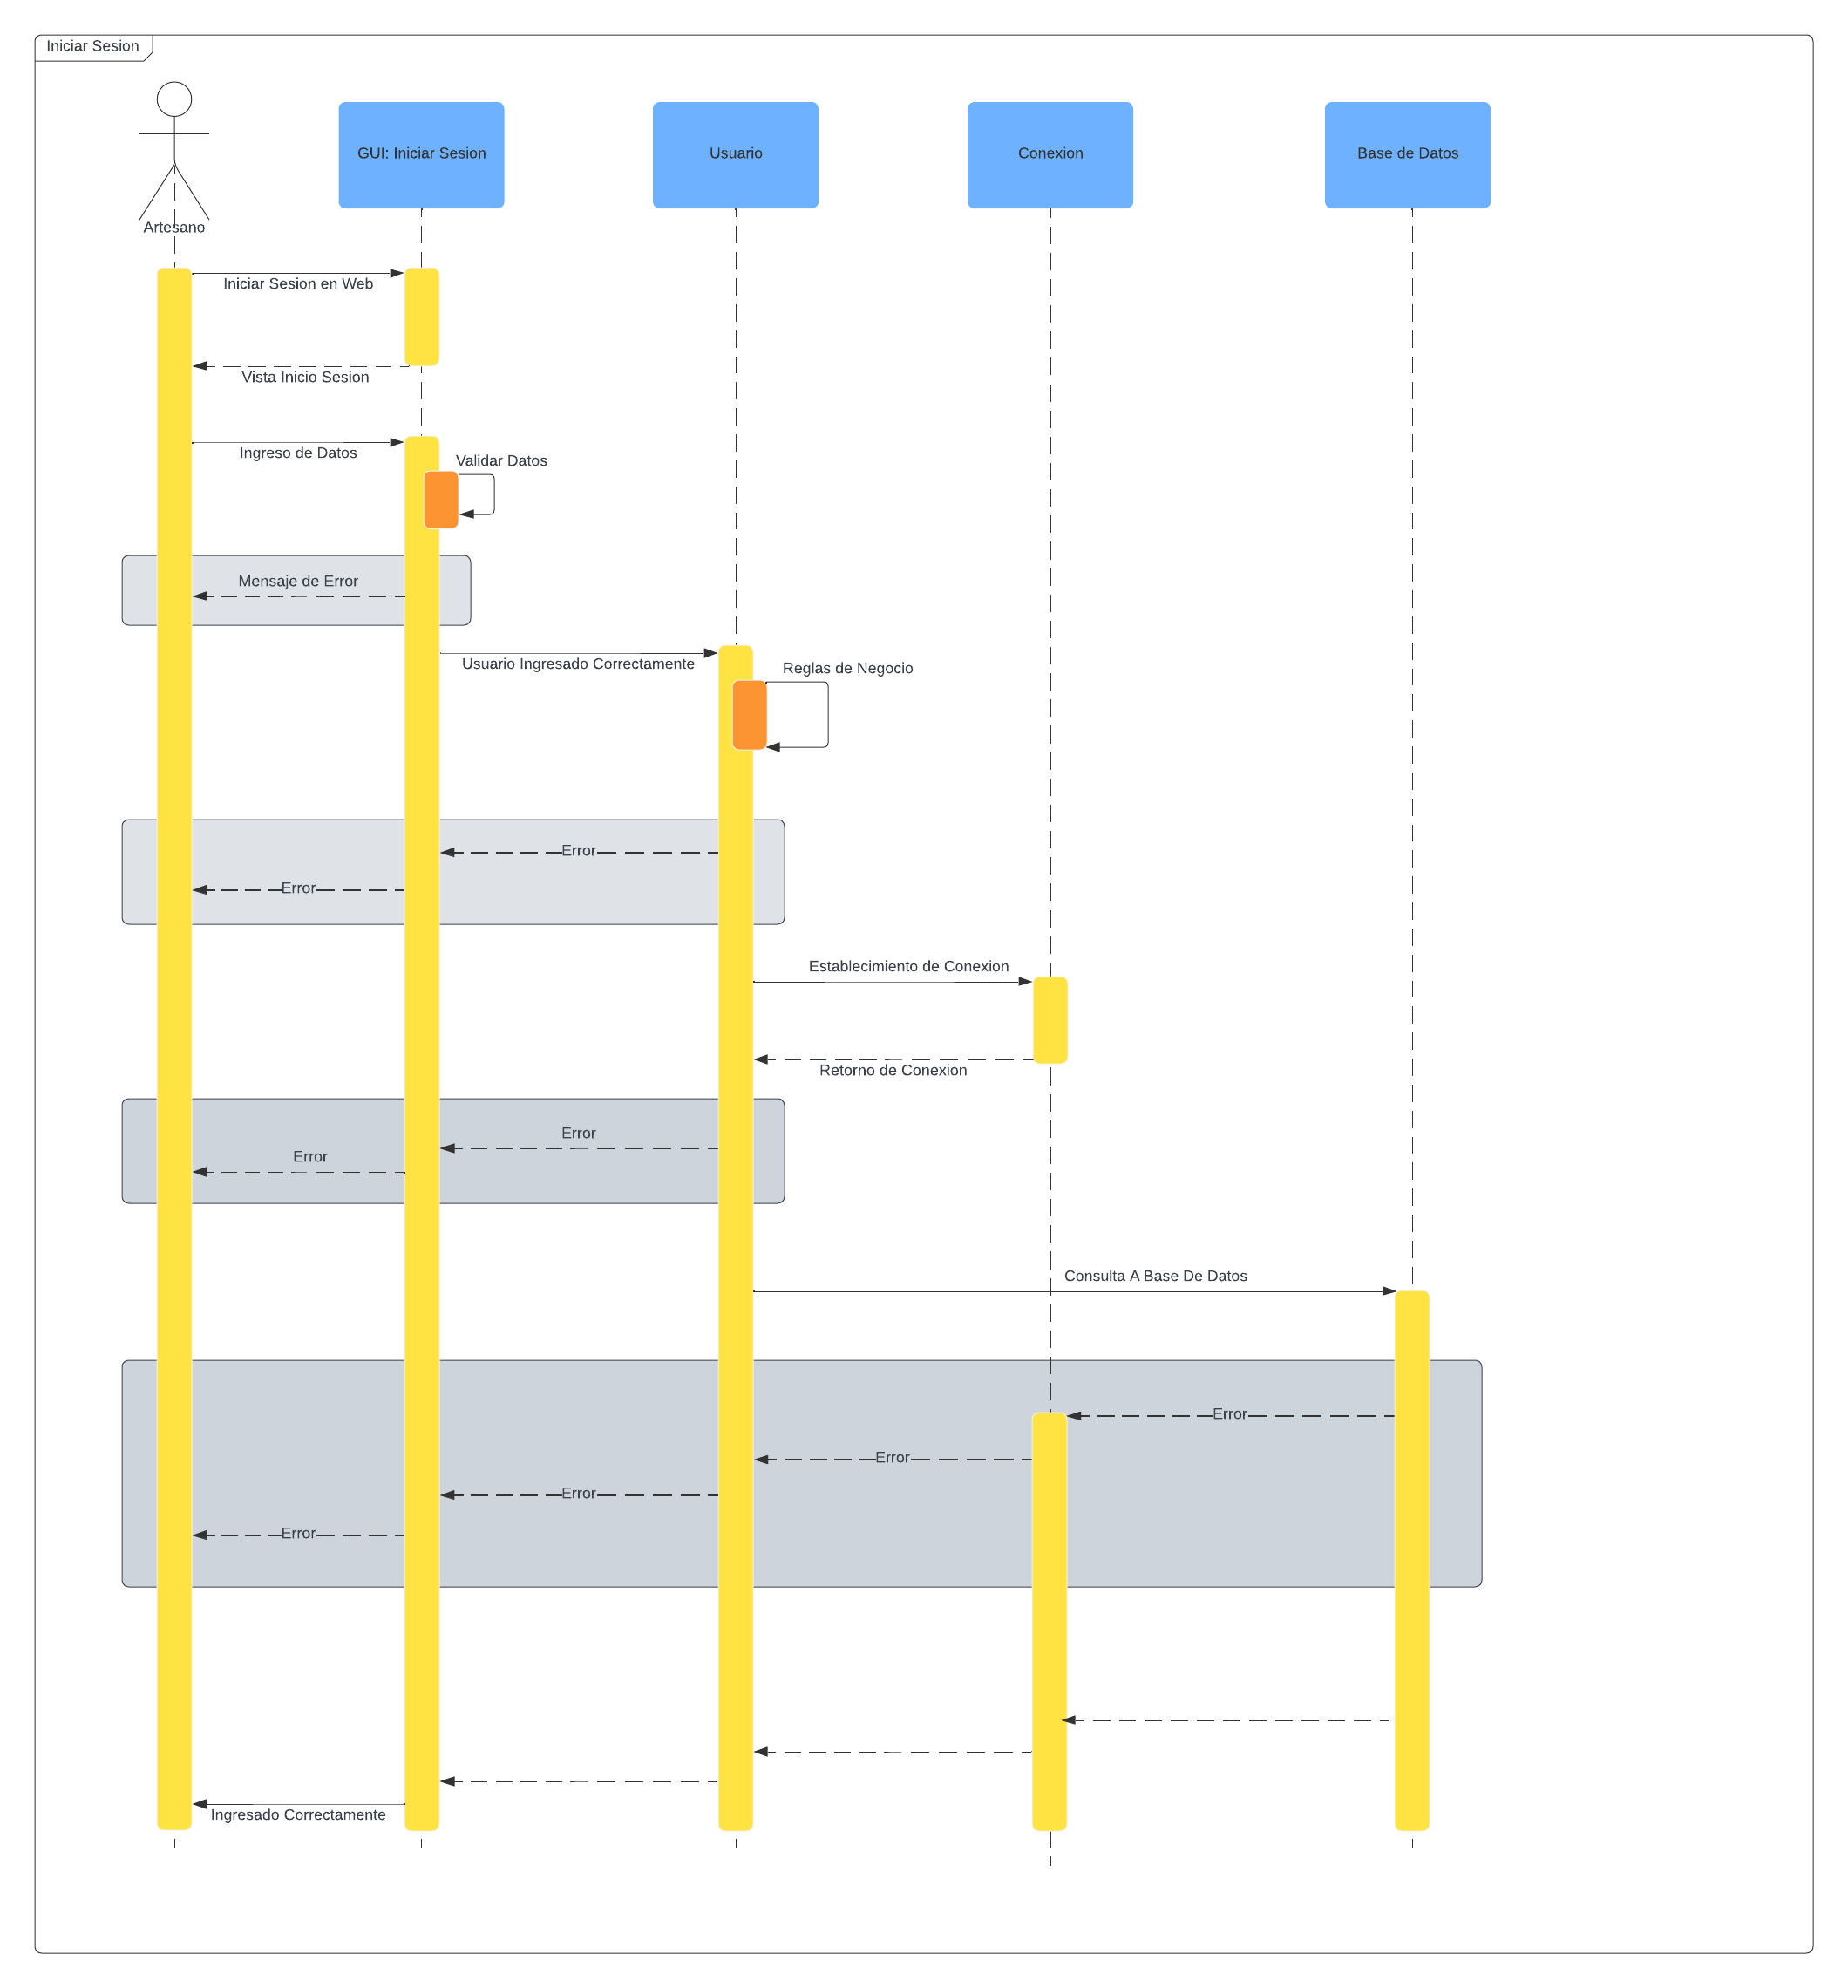 Iniciar Sesion
GUI: Iniciar Sesion
Usuario
Conexion
Base de Datos
Artesano
Iniciar Sesion en Web
Vista Inicio Sesion
Ingreso de Datos
Validar Datos
Mensaje de Error
Usuario Ingresado Correctamente
Reglas de Negocio
Error
Error
Establecimiento de Conexion
Retorno de Conexion
Error
Error
Consulta A Base De Datos
Error
Error
Error
Error
Ingresado Correctamente